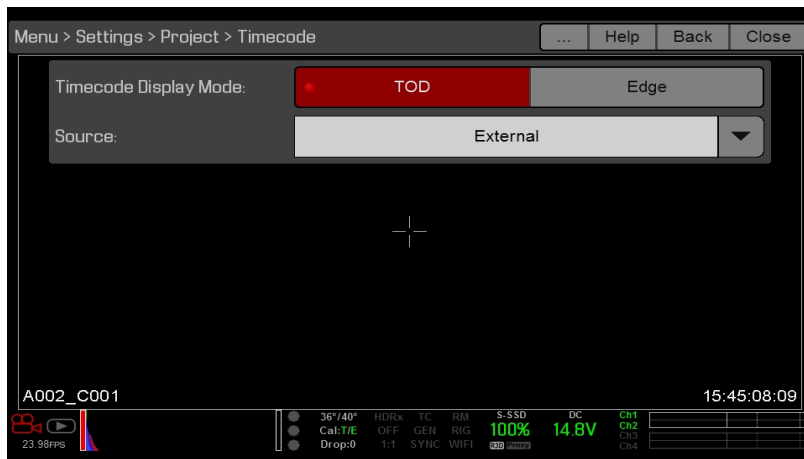 Menu > Settings > Project > Timecode ... Help Back Close
Timecode Display Mode: TOD Edge
Source: External
A002_C001 15:45:08:09
36°/40° HDRx TC RM S-SSD DC Ch1
Cal:T/E OFF GEN RIG 100% 14.8V Ch2
23.98FPS Drop:0 1:1 SYNC WIFI R3D Proxy Ch3
Ch4